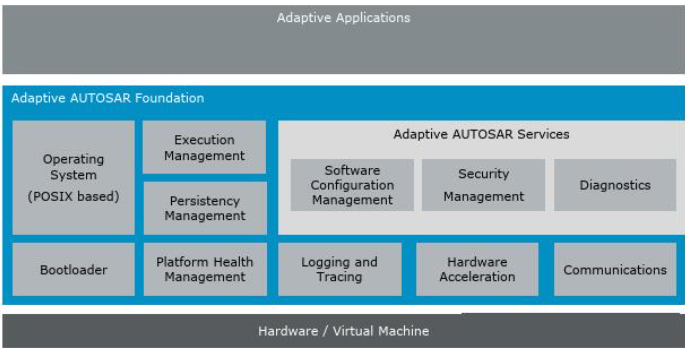 Adaptive Applications
Adaptive AUTOSAR Foundation
Operating
System
(POSIX based)
Execution
Management
Persistency
Management
Adaptive AUTOSAR Services
Software
Configuration
Management
Security
Management
Diagnostics
Bootloader
Platform Health
Management
Logging and
Tracing
Hardware
Acceleration
Communications
Hardware / Virtual Machine